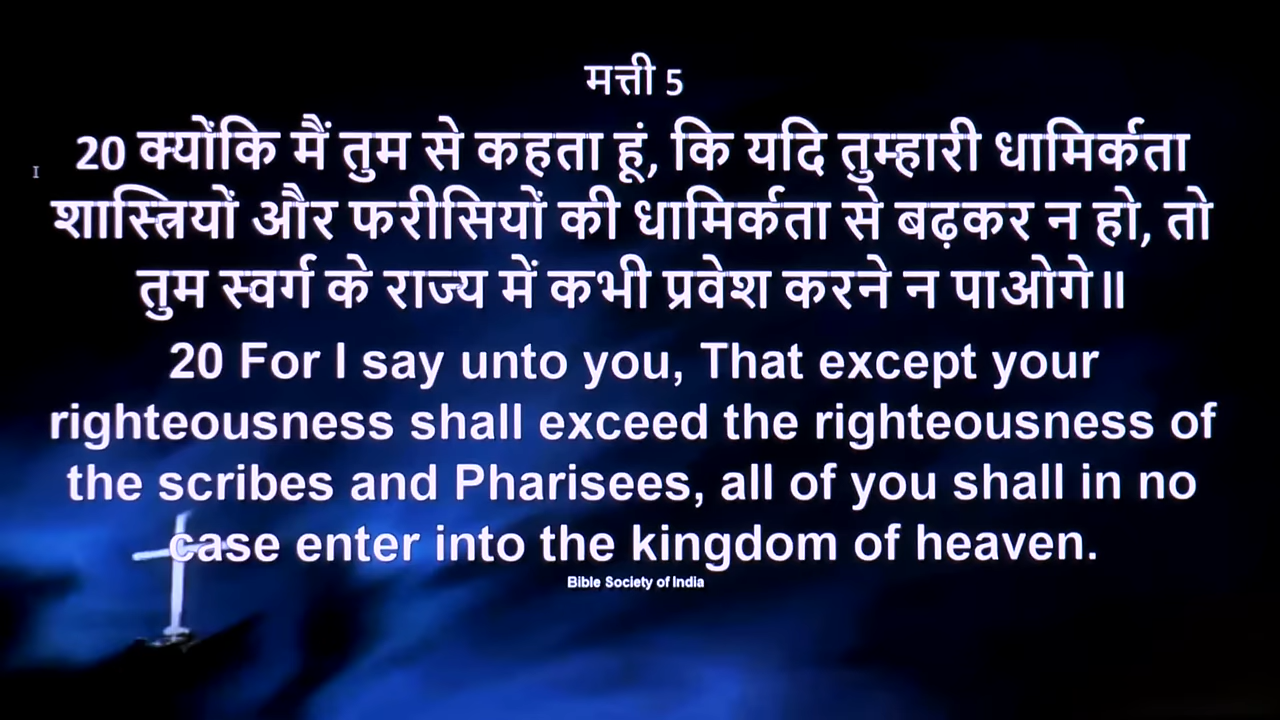 मत्ती 5
20 क्योंकि मैं तुम से कहता हूं, कि यदि तुम्हारी धामिर्कता
शास्त्रियों और फरीसियों की धामिर्कता से बढ़कर न हो, तो
तुम स्वर्ग के राज्य में कभी प्रवेश करने न पाओगे॥
20 For I say unto you, That except your
righteousness shall exceed the righteousness of
the scribes and Pharisees, all of you shall in no
case enter into the kingdom of heaven.
Bible Society of India